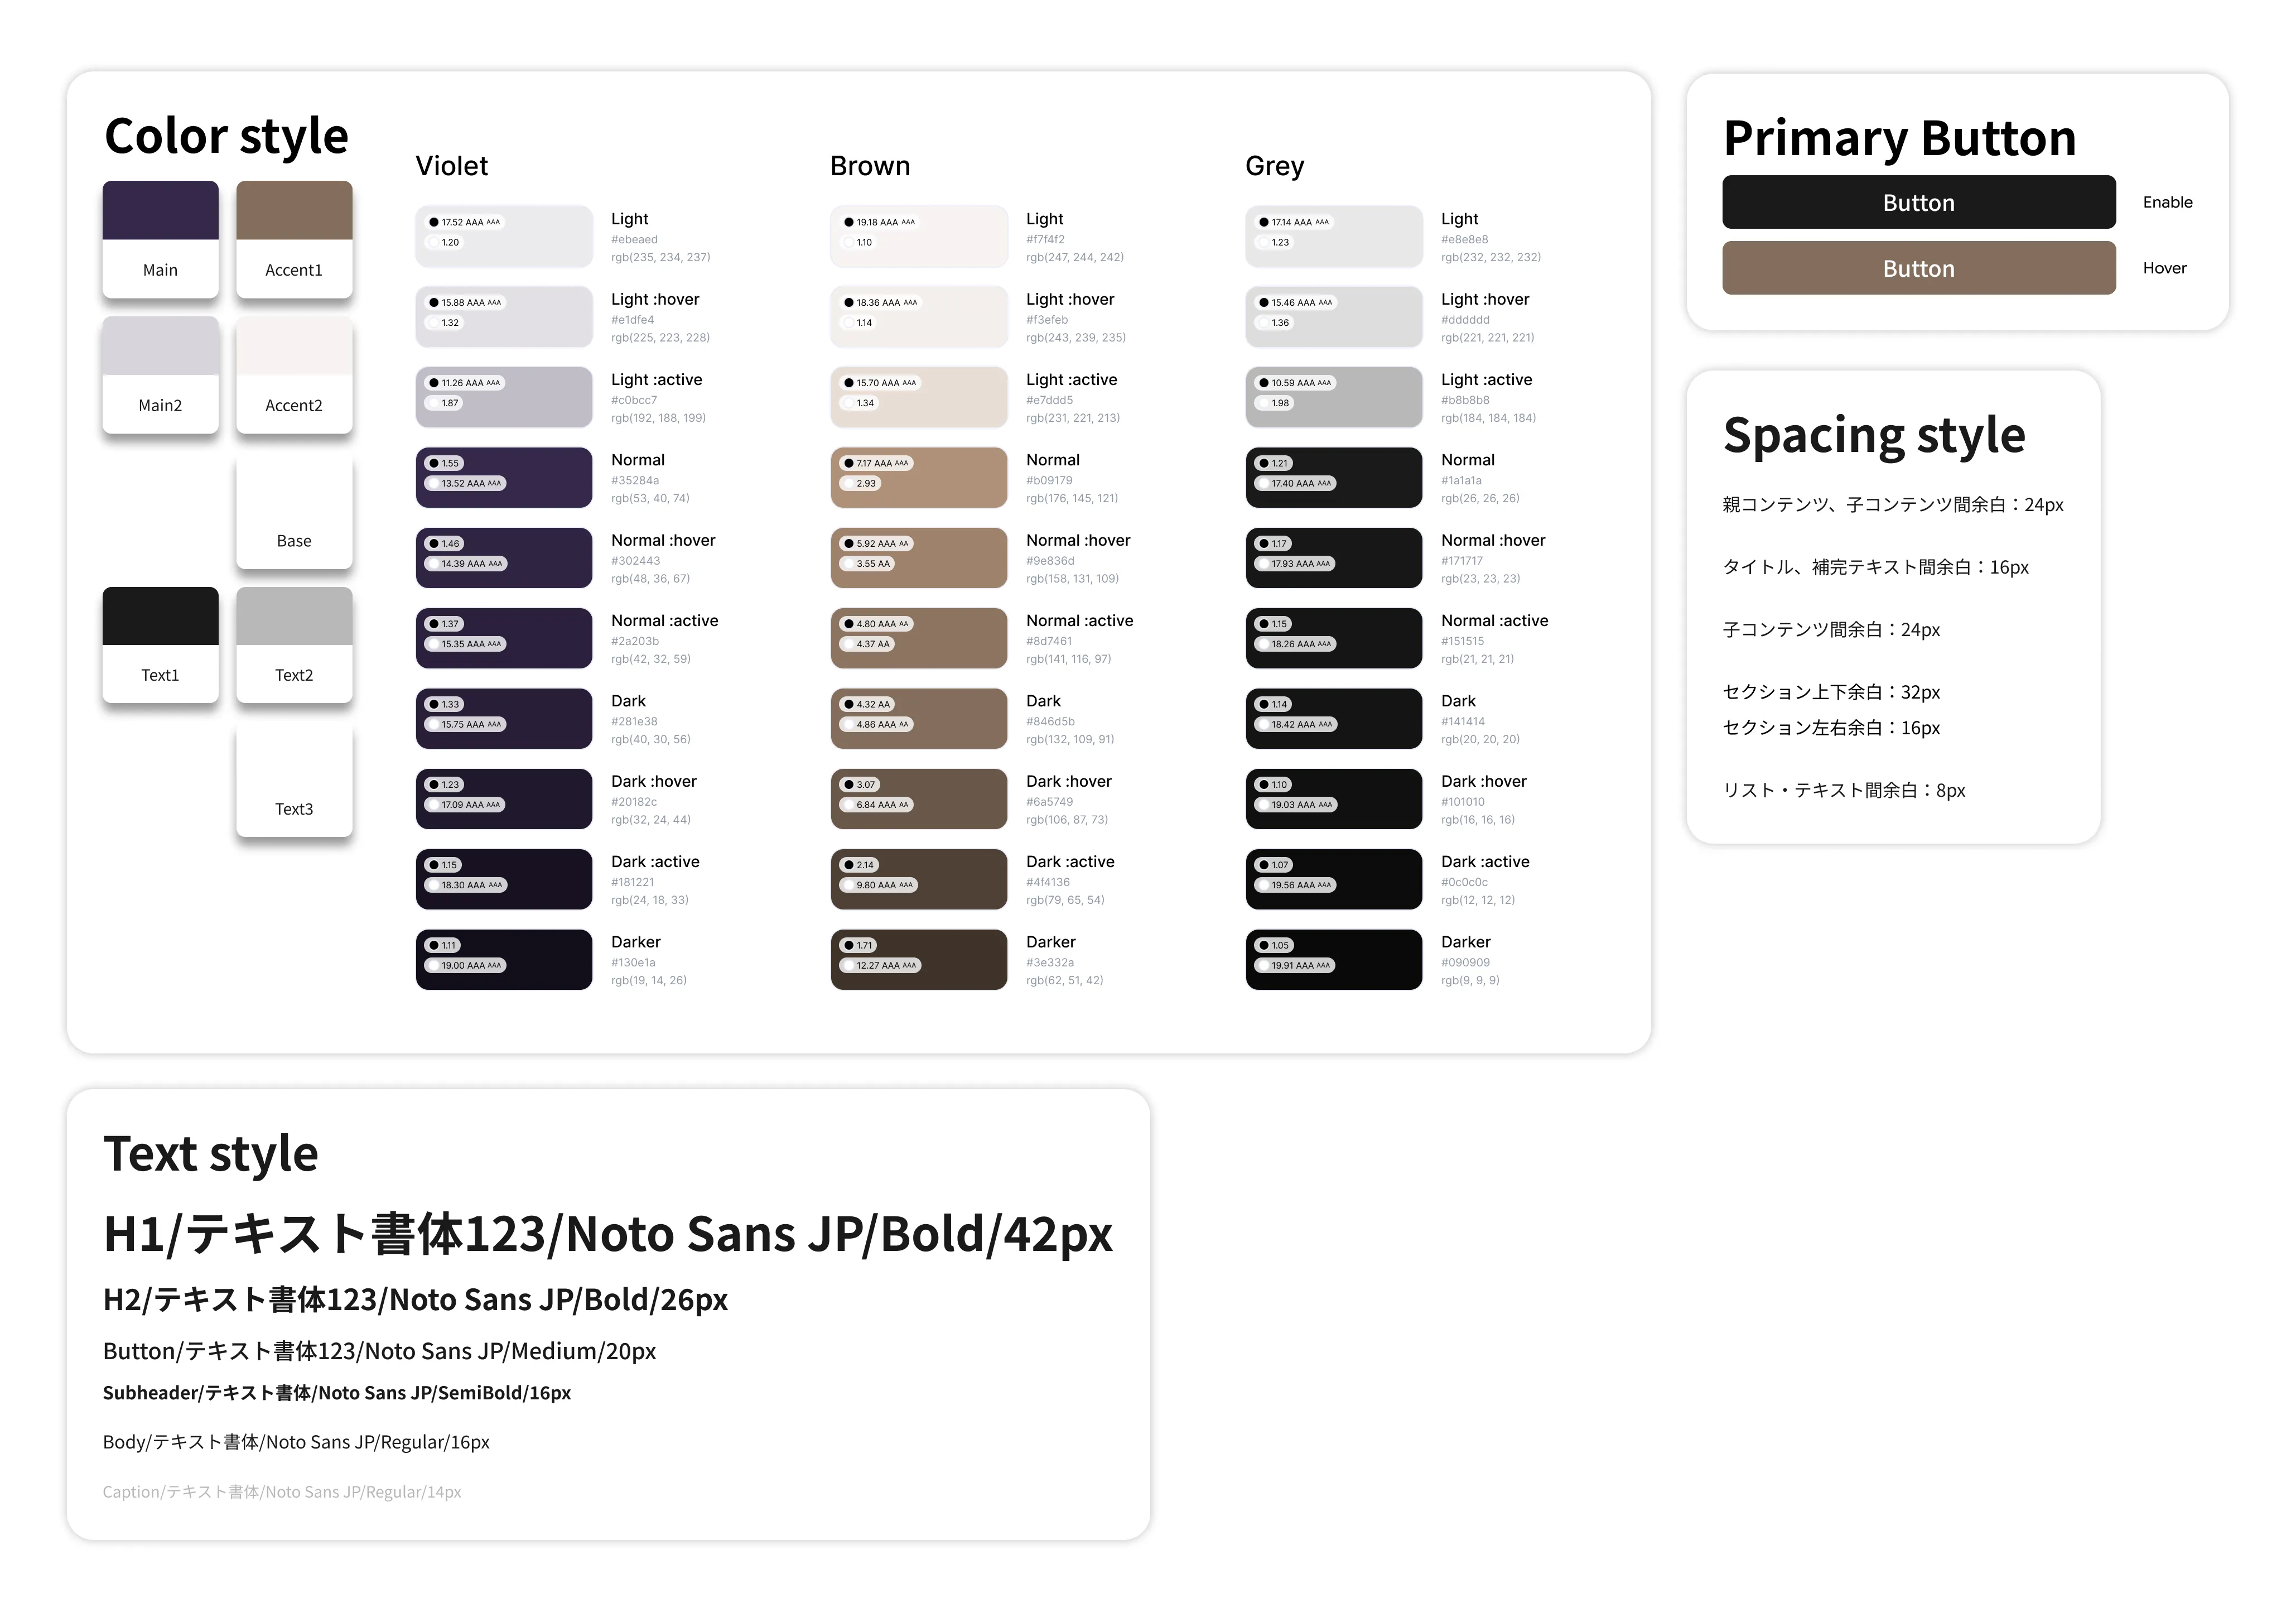 Color style
Main
Accent1
Main2
Accent2
Base
Text1
Text2
Text3
Violet
17.52 AAA AAA
1.20
Light
#ebeaed
rgb(235, 234, 237)
15.88 AAA AAA
1.32
Light :hover
#e1dfe4
rgb(225, 223, 228)
11.26 AAA AAA
1.87
Light :active
#c0bcc7
rgb(192, 188, 199)
1.55
13.52 AAA AAA
Normal
#35284a
rgb(53, 40, 74)
1.46
14.39 AAA AAA
Normal :hover
#302443
rgb(48, 36, 67)
1.37
15.35 AAA AAA
Normal :active
#2a203b
rgb(42, 32, 59)
1.33
15.75 AAA AAA
Dark
#281e38
rgb(40, 30, 56)
1.23
17.09 AAA AAA
Dark :hover
#20182c
rgb(32, 24, 44)
1.15
18.30 AAA AAA
Dark :active
#181221
rgb(24, 18, 33)
1.11
19.00 AAA AAA
Darker
#130e1a
rgb(19, 14, 26)
Brown
19.18 AAA AAA
1.10
Light
#f7f4f2
rgb(247, 244, 242)
18.36 AAA AAA
1.14
Light :hover
#f3efeb
rgb(243, 239, 235)
15.70 AAA AAA
1.34
Light :active
#e7ddd5
rgb(231, 221, 213)
7.17 AAA AAA
2.93
Normal
#b09179
rgb(176, 145, 121)
5.92 AAA AA
3.55 AA
Normal :hover
#9e836d
rgb(158, 131, 109)
4.80 AAA AA
4.37 AA
Normal :active
#8d7461
rgb(141, 116, 97)
4.32 AA
4.86 AAA AA
Dark
#846d5b
rgb(132, 109, 91)
3.07
6.84 AAA AA
Dark :hover
#6a5749
rgb(106, 87, 73)
2.14
9.80 AAA AAA
Dark :active
#4f4136
rgb(79, 65, 54)
1.71
12.27 AAA AAA
Darker
#3e332a
rgb(62, 51, 42)
Grey
17.14 AAA AAA
1.23
Light
#e8e8e8
rgb(232, 232, 232)
15.46 AAA AAA
1.36
Light :hover
#dddddd
rgb(221, 221, 221)
10.59 AAA AAA
1.98
Light :active
#b8b8b8
rgb(184, 184, 184)
1.21
17.40 AAA AAA
Normal
#1a1a1a
rgb(26, 26, 26)
1.17
17.93 AAA AAA
Normal :hover
#171717
rgb(23, 23, 23)
1.15
18.26 AAA AAA
Normal :active
#151515
rgb(21, 21, 21)
1.14
18.42 AAA AAA
Dark
#141414
rgb(20, 20, 20)
1.10
19.03 AAA AAA
Dark :hover
#101010
rgb(16, 16, 16)
1.07
19.56 AAA AAA
Dark :active
#0c0c0c
rgb(12, 12, 12)
1.05
19.91 AAA AAA
Darker
#090909
rgb(9, 9, 9)
Primary Button
Button
Enable
Button
Hover
Spacing style
親コンテンツ、子コンテンツ間余白：24px
タイトル、補完テキスト間余白：16px
子コンテンツ間余白：24px
セクション上下余白：32px
セクション左右余白：16px
リスト・テキスト間余白：8px
Text style
H1/テキスト書体123/Noto Sans JP/Bold/42px
H2/テキスト書体123/Noto Sans JP/Bold/26px
Button/テキスト書体123/Noto Sans JP/Medium/20px
Subheader/テキスト書体/Noto Sans JP/SemiBold/16px
Body/テキスト書体/Noto Sans JP/Regular/16px
Caption/テキスト書体/Noto Sans JP/Regular/14px